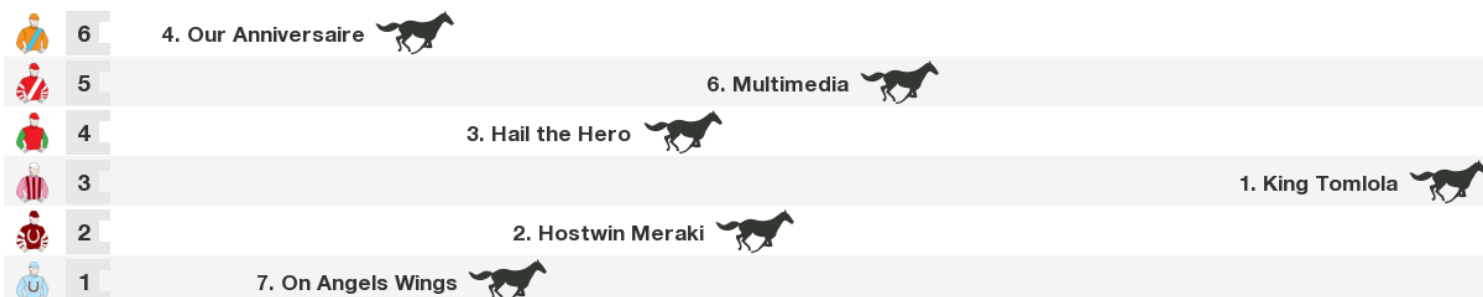 6 4. Our Anniversaire
5 6. Multimedia
4 3. Hail the Hero
3 1. King Tomlola
2 2. Hostwin Meraki
1 7. On Angels Wings